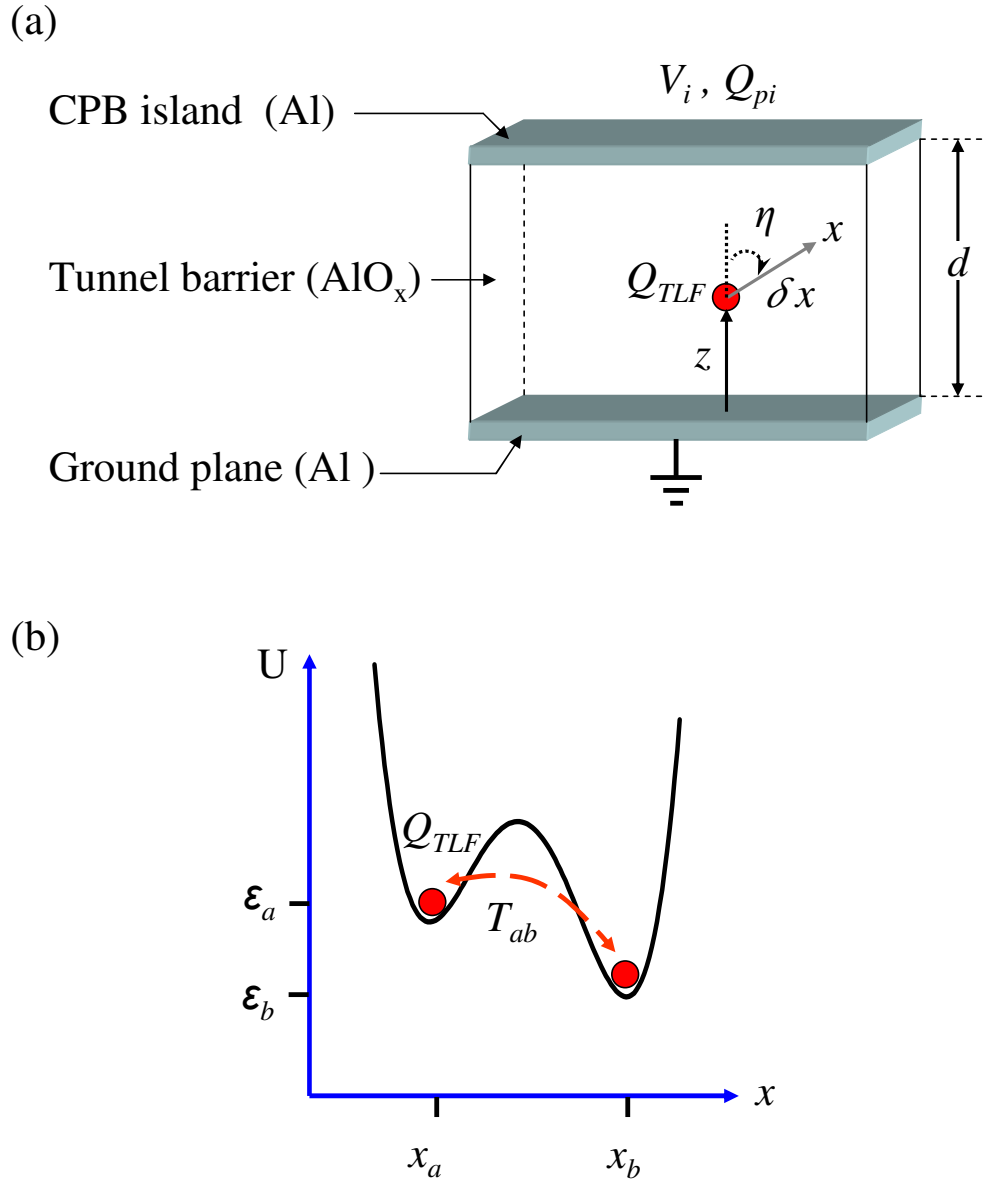 (a)
V_i , Q_pi
CPB island (Al)
η
x
Tunnel barrier (AlO_x)
Q_TLF
δx
d
z
Ground plane (Al )
(b)
U
Q_TLF
ε_a
T_ab
ε_b
x
x_a
x_b